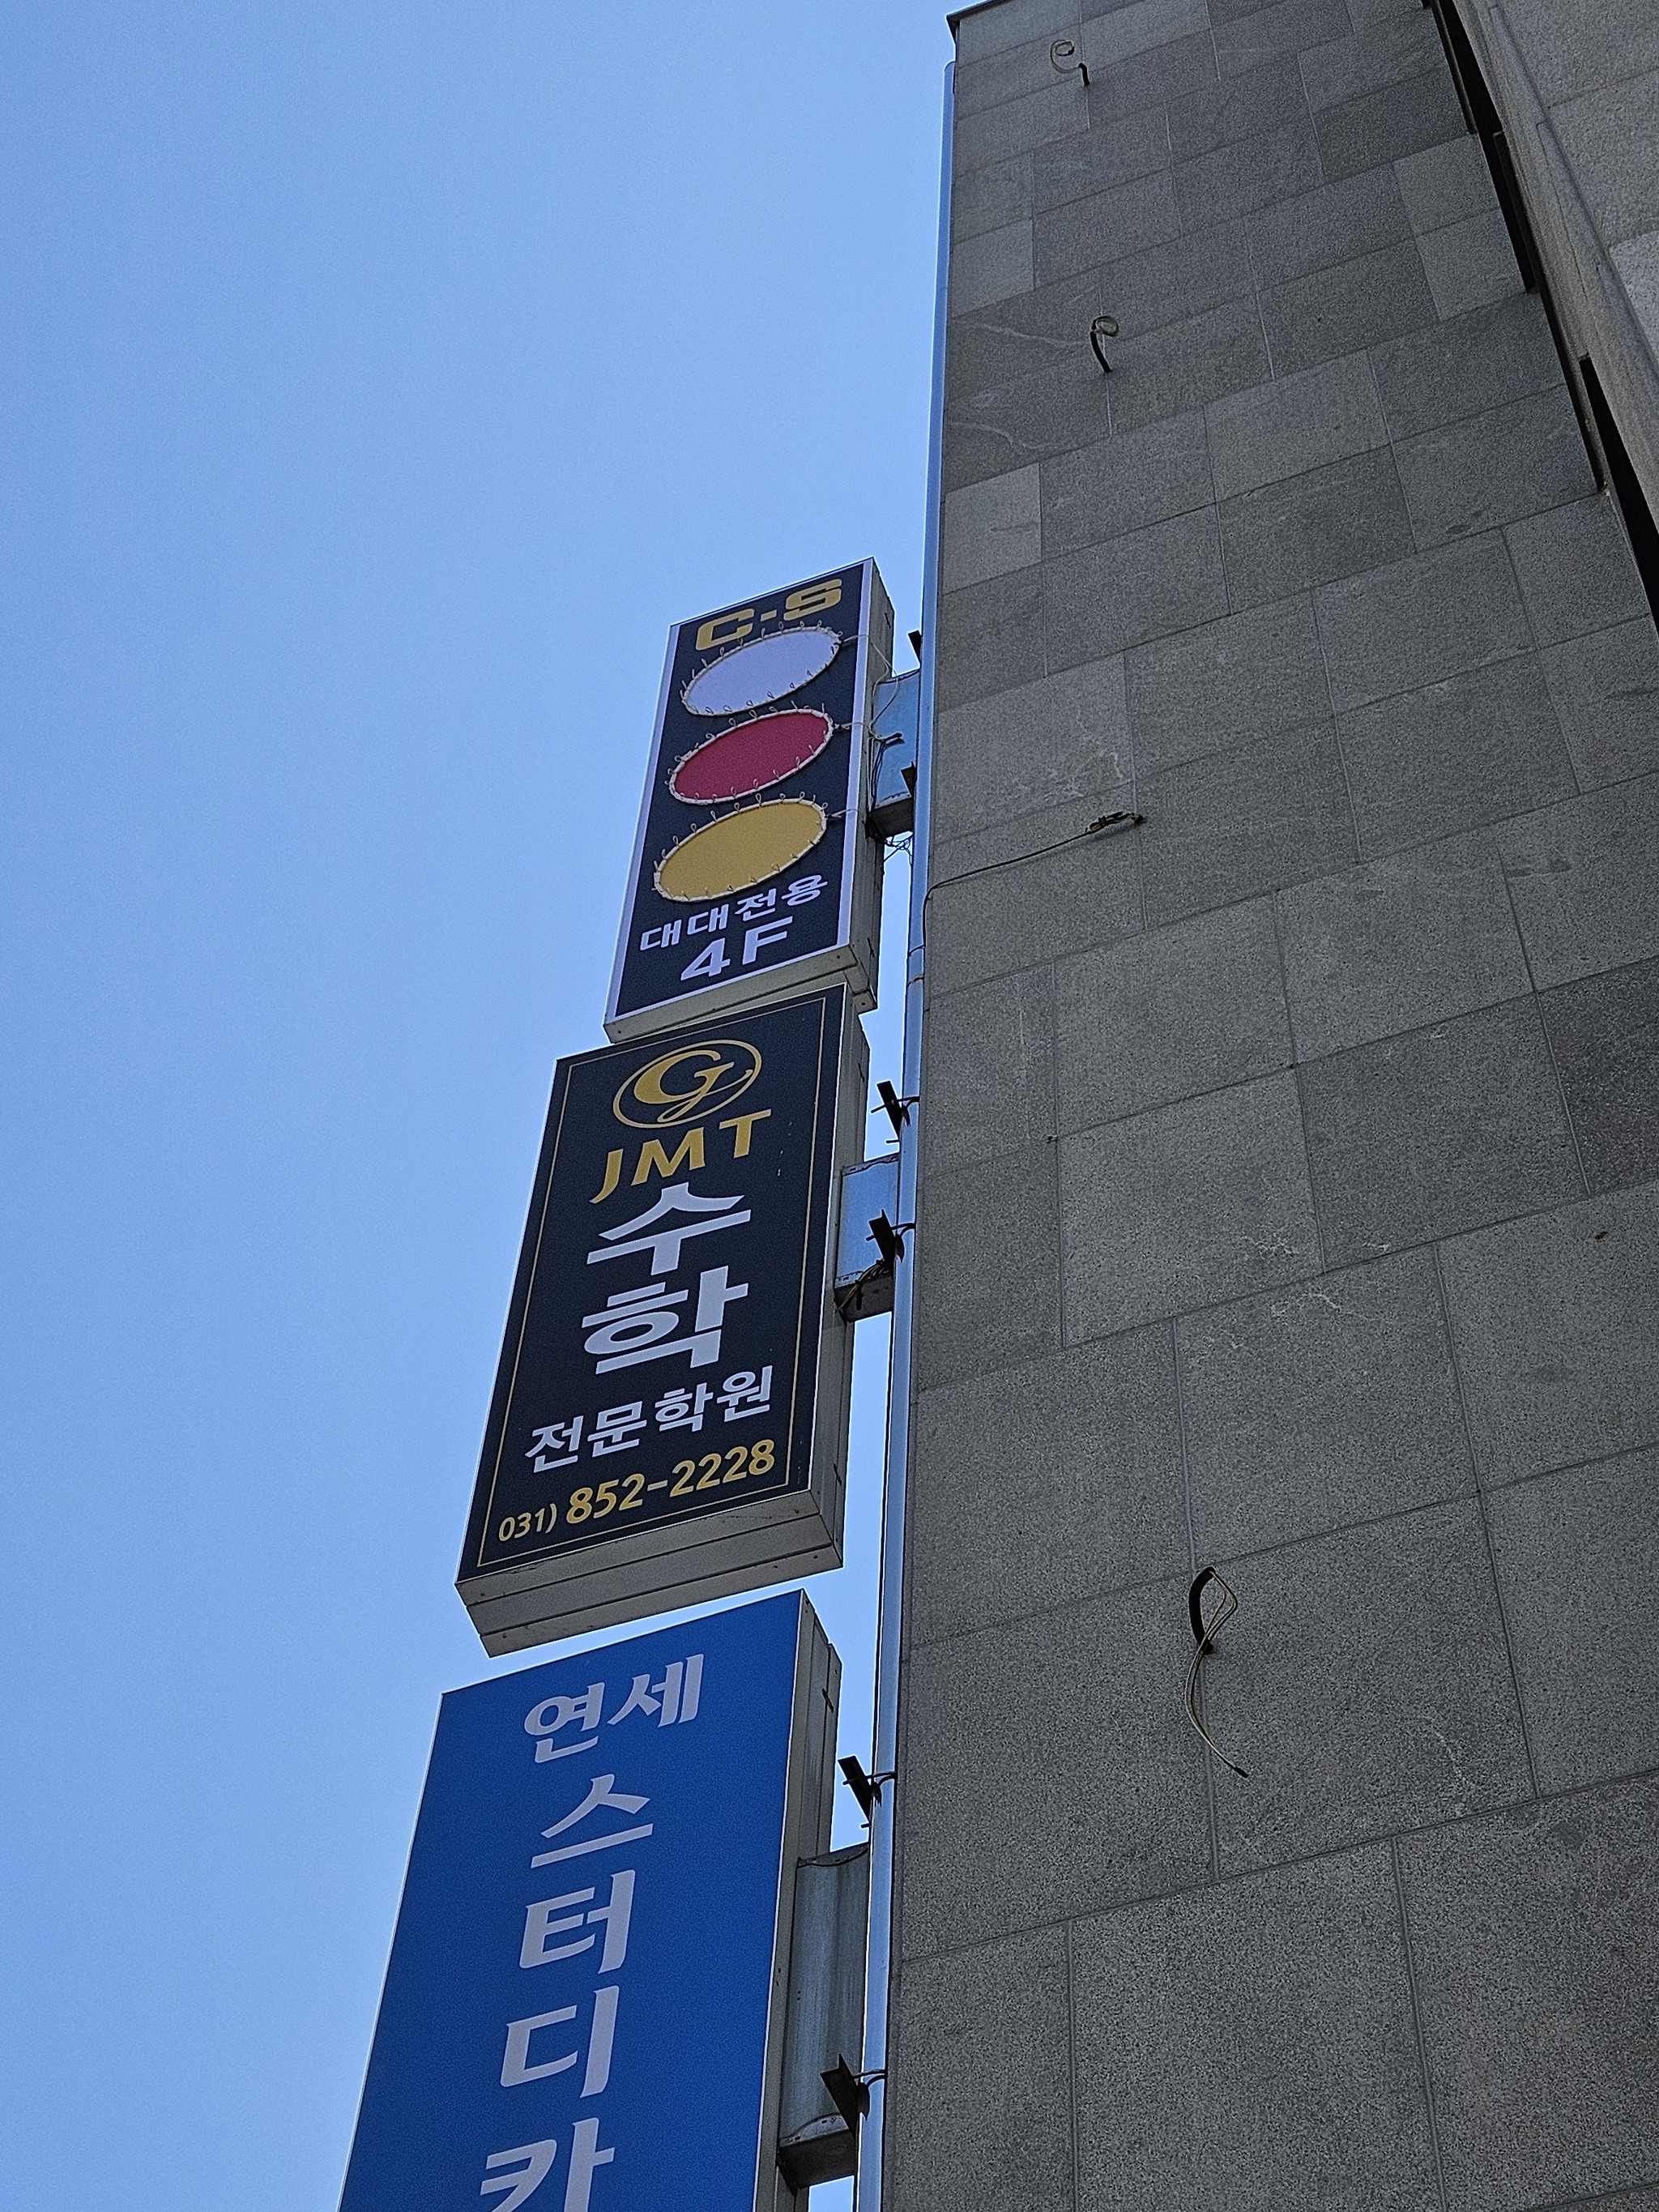 C·S
대대전용
4F
G
JMT
수
학
전문학원
031) 852-2228
연세
스
터
디
카